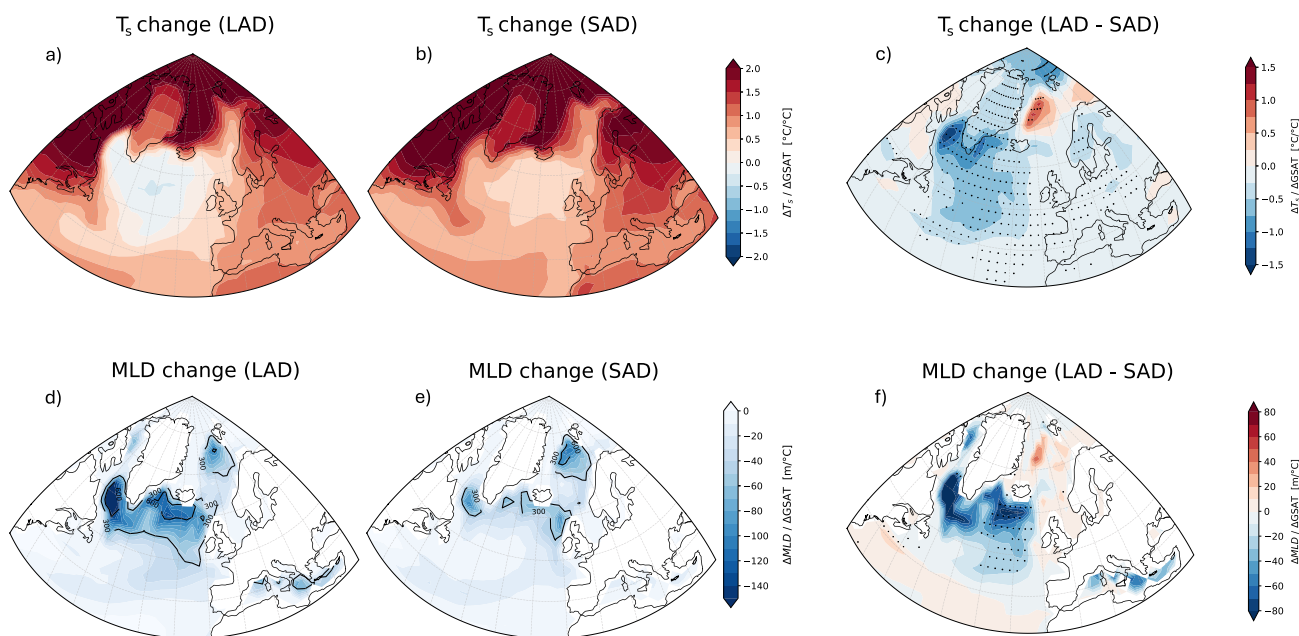 Tₛ change (LAD)
Tₛ change (SAD)
Tₛ change (LAD - SAD)
a)
b)
c)
2.0
1.5
1.0
0.5
0.0
−0.5
−1.0
−1.5
−2.0
ΔTₛ / ΔGSAT [°C/°C]
1.5
1.0
0.5
0.0
−0.5
−1.0
−1.5
ΔTₛ / ΔGSAT [°C/°C]
MLD change (LAD)
MLD change (SAD)
MLD change (LAD - SAD)
d)
e)
f)
300
300
300
300
300
300
300
0
−20
−40
−60
−80
−100
−120
−140
ΔMLD / ΔGSAT [m/°C]
80
60
40
20
0
−20
−40
−60
−80
ΔMLD / ΔGSAT [m/°C]